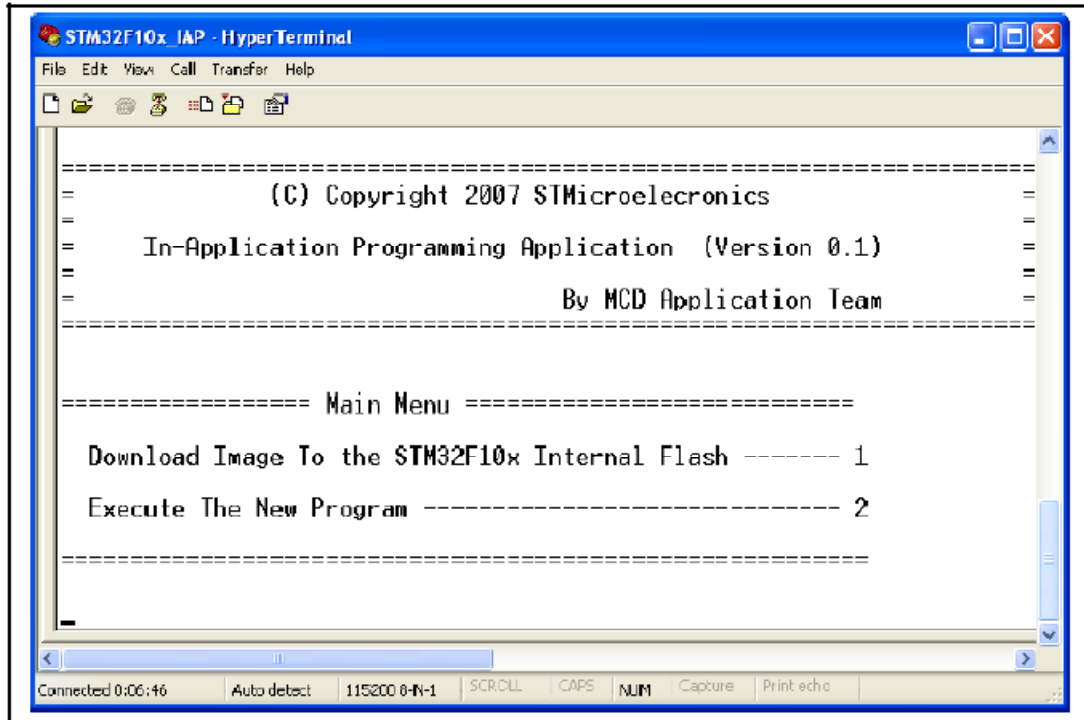 STM32F10x_IAP - HyperTerminal
File Edit View Call Transfer Help
================================================================
= (C) Copyright 2007 STMicroelecronics =
= =
= In-Application Programming Application (Version 0.1) =
= =
= By MCD Application Team =
================================================================
================== Main Menu ============================
Download Image To the STM32F10x Internal Flash ------- 1
Execute The New Program ------------------------------ 2
===========================================================
Connected 0:06:46 Auto detect 115200 8-N-1 SCROLL CAPS NUM Capture Print echo